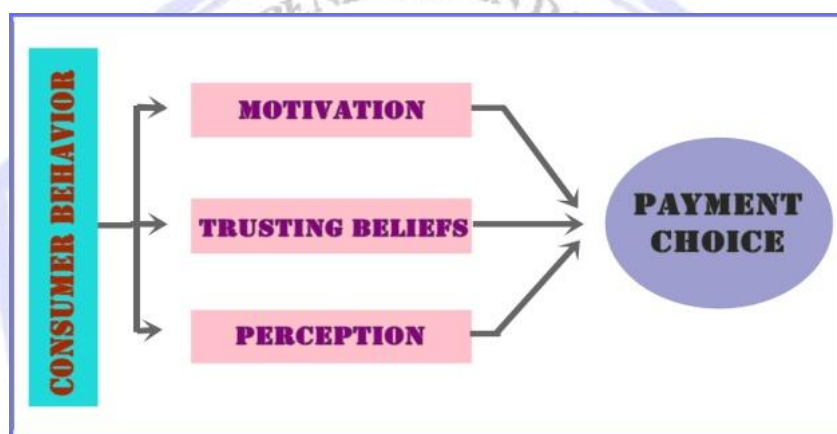 CONSUMER BEHAVIOR
MOTIVATION
TRUSTING BELIEFS
PERCEPTION
PAYMENT
CHOICE